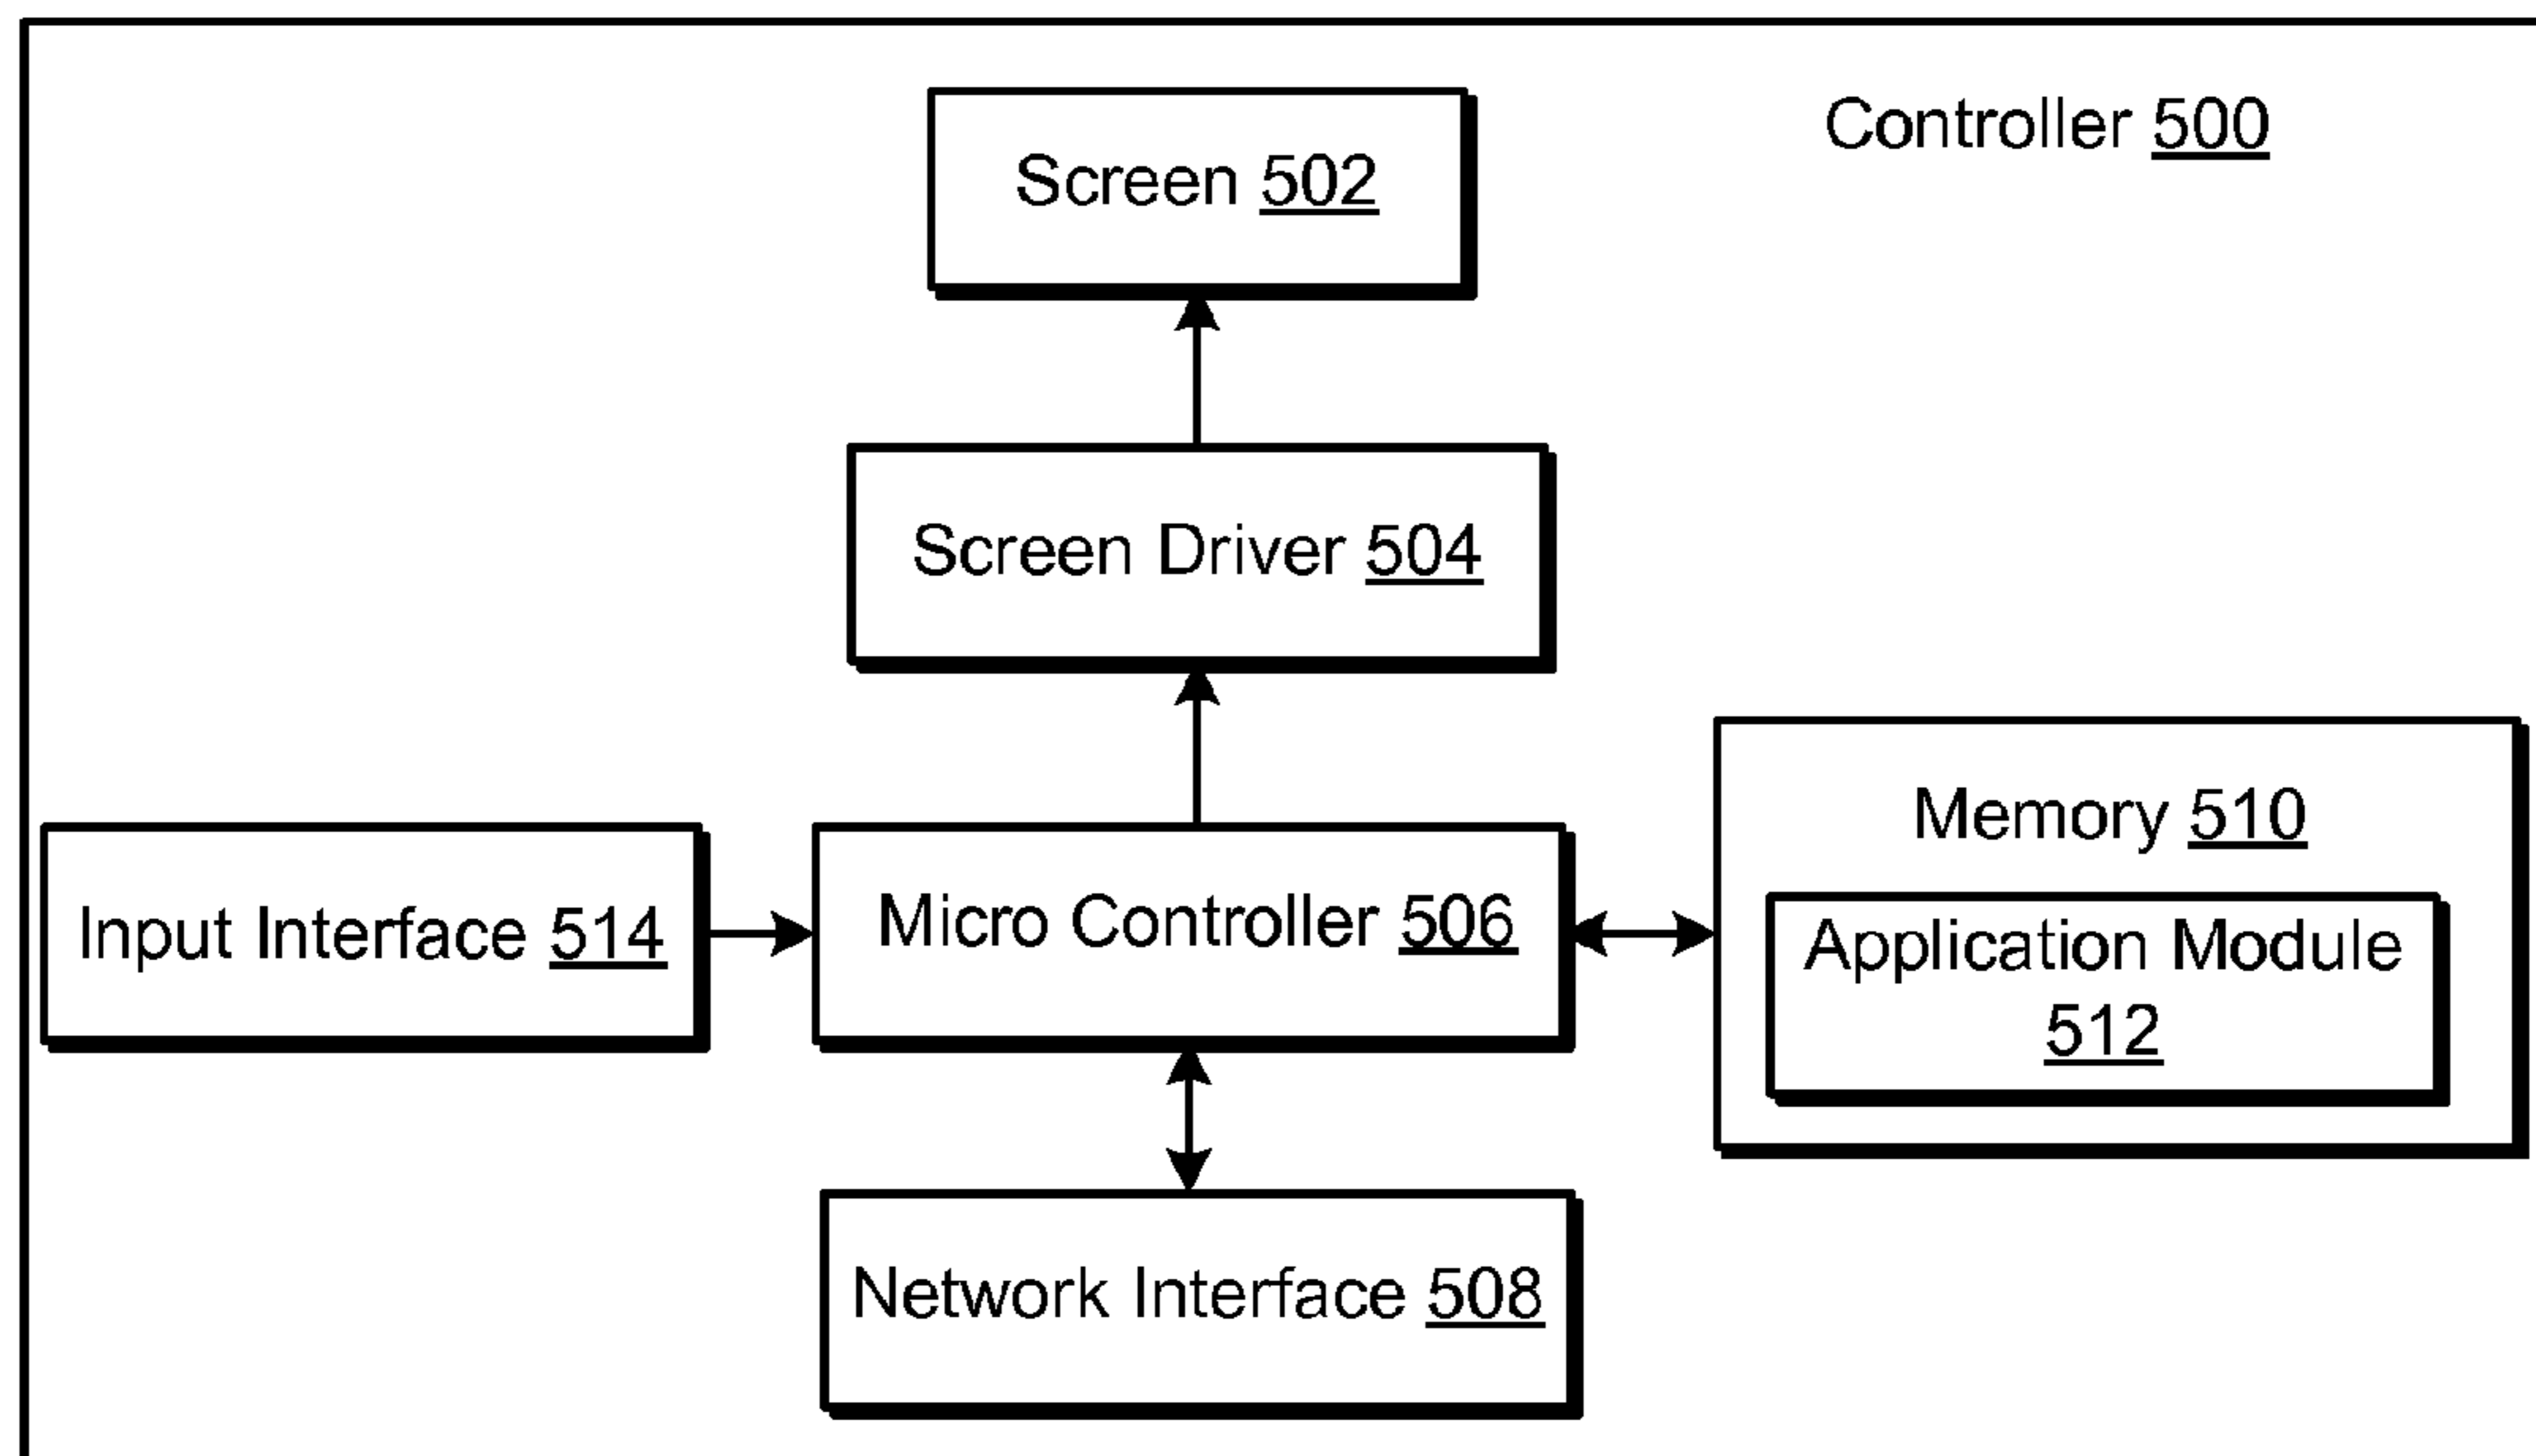 Controller 500
Screen 502
Screen Driver 504
Input Interface 514
Micro Controller 506
Memory 510
Application Module
512
Network Interface 508